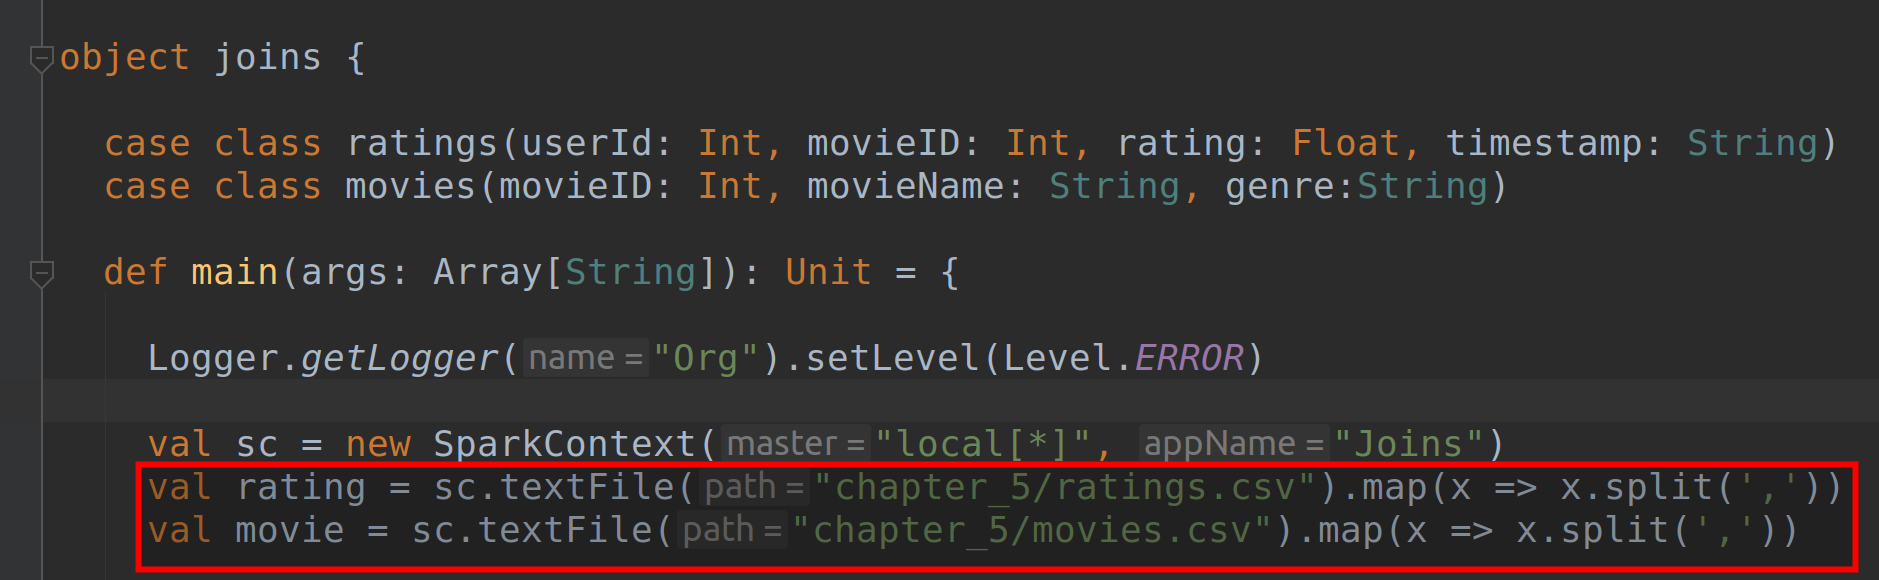 object joins {
case class ratings(userId: Int, movieID: Int, rating: Float, timestamp: String)
case class movies(movieID: Int, movieName: String, genre:String)
def main(args: Array[String]): Unit = {
Logger.getLogger( name = "Org").setLevel(Level.ERROR)
val sc = new SparkContext( master = "local[*]", appName = "Joins")
val rating = sc.textFile( path = "chapter_5/ratings.csv").map(x => x.split(','))
val movie = sc.textFile( path = "chapter_5/movies.csv").map(x => x.split(','))